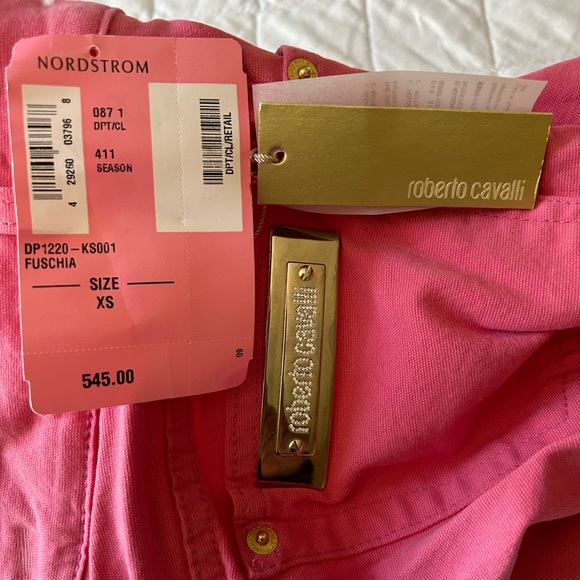 NORDSTROM
4 29260 03796 8
087 1
DPT/CL
411
SEASON
DPT/CL/RETAIL
DP1220-KS001
FUSCHIA
SIZE
XS
09
545.00
roberto cavalli
roberto cavalli